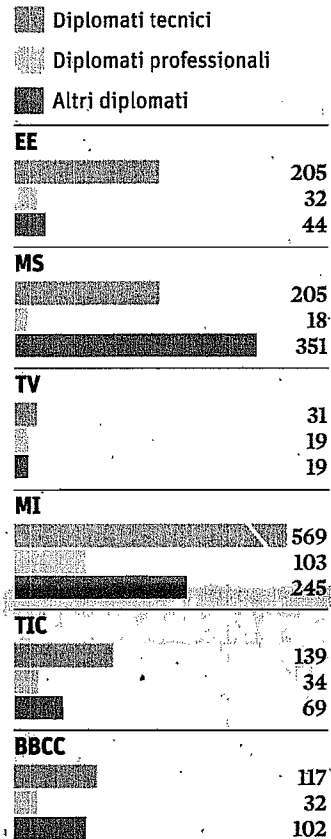 Diplomati tecnici
Diplomati professionali
Altri diplomati
EE
205
32
44
MS
205
18
351
TV
31
19
19
MI
569
103
245
TIC
139
34
69
BBCC
117
32
102